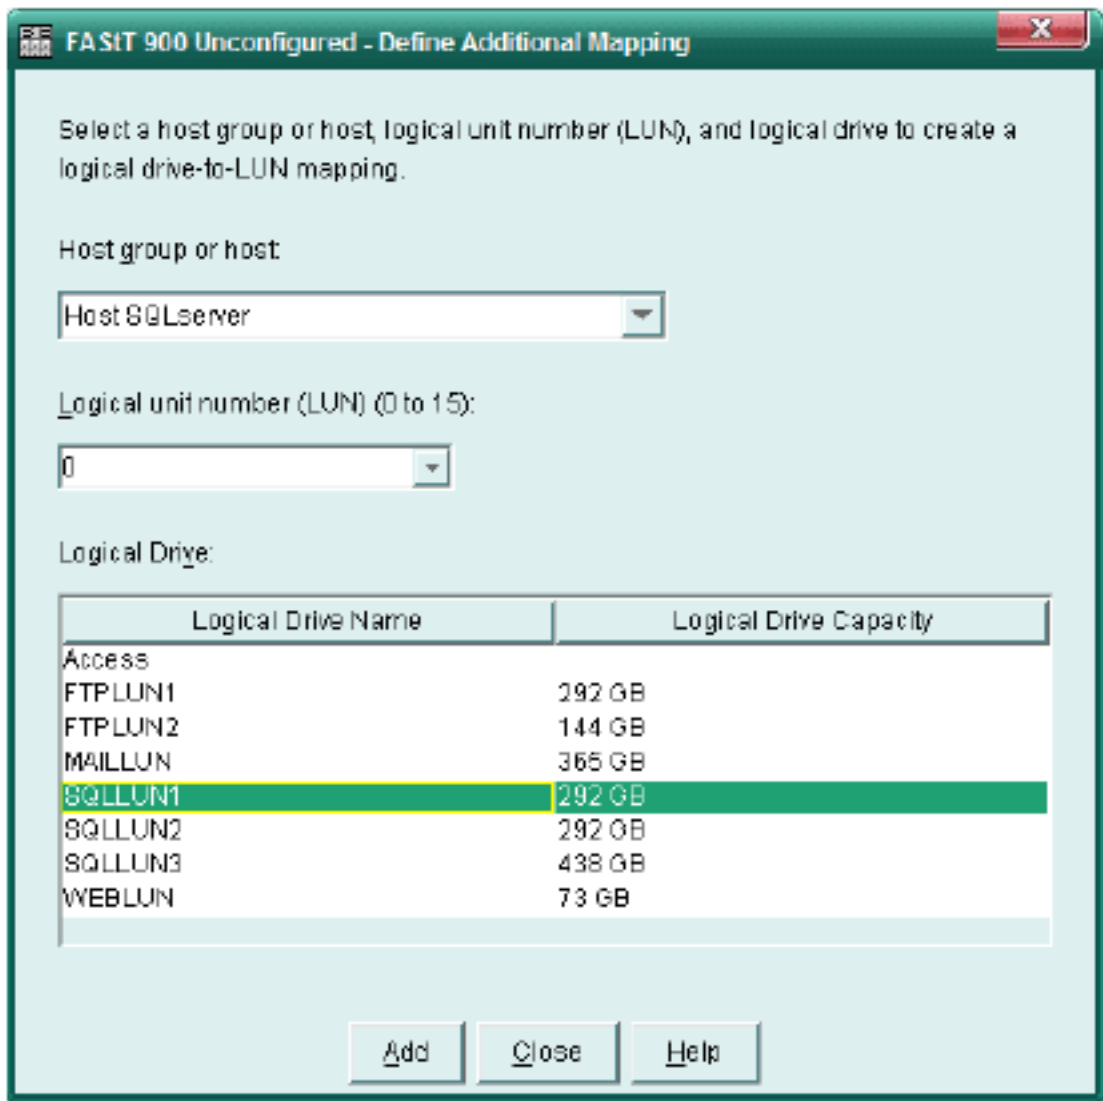 FAStT 900 Unconfigured - Define Additional Mapping
Select a host group or host, logical unit number (LUN), and logical drive to create a
logical drive-to-LUN mapping.
Host group or host:
Host SQLserver
Logical unit number (LUN) (0 to 15):
0
Logical Drive:
Logical Drive Name Logical Drive Capacity
Access
FTPLUN1 292 GB
FTPLUN2 144 GB
MAILLUN 365 GB
SQLLUN1 292 GB
SQLLUN2 292 GB
SQLLUN3 438 GB
WEBLUN 73 GB
Add Close Help